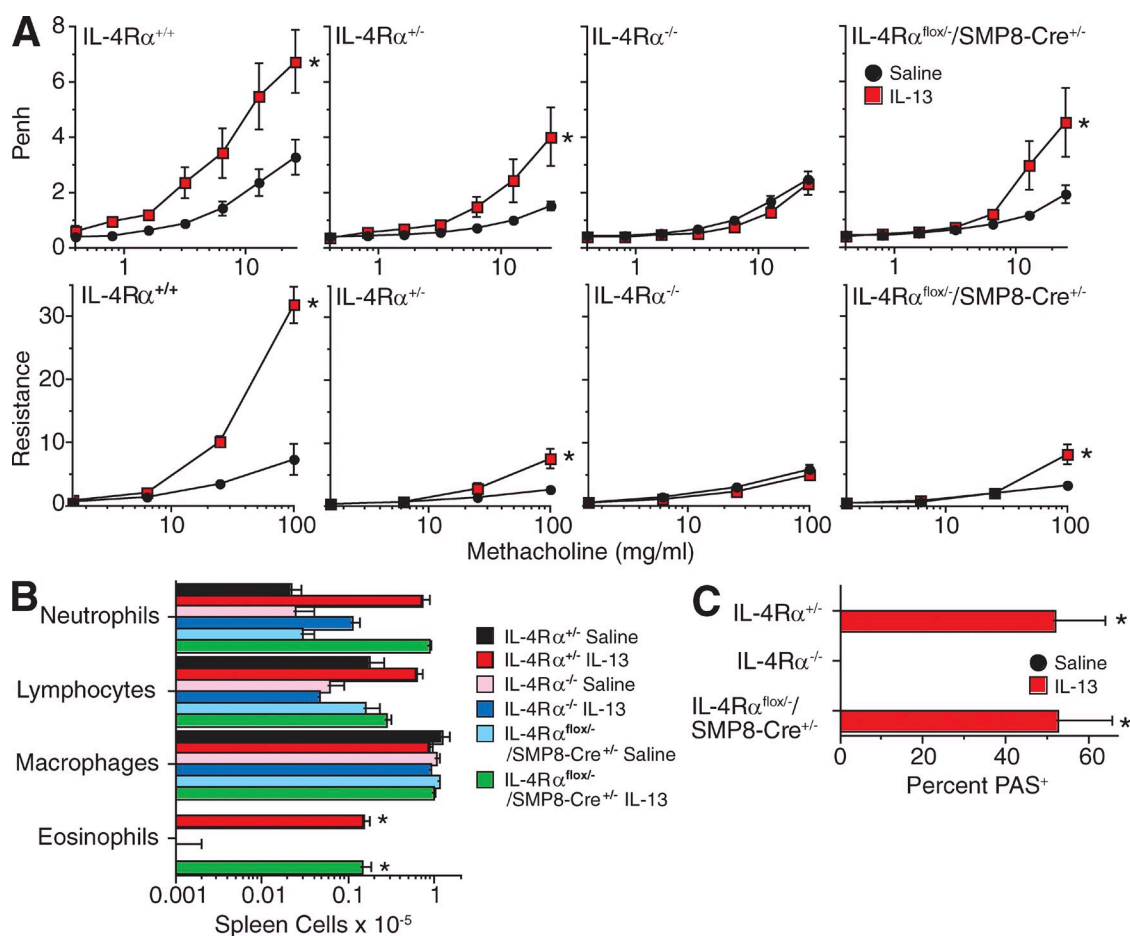 A
IL-4Rα+/+
IL-4Rα+/-
IL-4Rα-/-
IL-4Rαflox/-/SMP8-Cre+/-
Saline
IL-13
Penh
8
6
4
2
0
*
*
*
1 10
1 10
1 10
1 10
IL-4Rα+/+
IL-4Rα+/-
IL-4Rα-/-
IL-4Rαflox/-/SMP8-Cre+/-
Resistance
30
20
10
0
*
*
*
10 100
10 100
10 100
10 100
Methacholine (mg/ml)
B
Neutrophils
Lymphocytes
Macrophages
Eosinophils
*
*
0.001 0.01 0.1 1
Spleen Cells x 10-5
IL-4Rα+/- Saline
IL-4Rα+/- IL-13
IL-4Rα-/- Saline
IL-4Rα-/- IL-13
IL-4Rαflox/-
/SMP8-Cre+/- Saline
IL-4Rαflox/-
/SMP8-Cre+/- IL-13
C
IL-4Rα+/-
IL-4Rα-/-
IL-4Rαflox/-/
SMP8-Cre+/-
*
*
Saline
IL-13
0 20 40 60
Percent PAS+